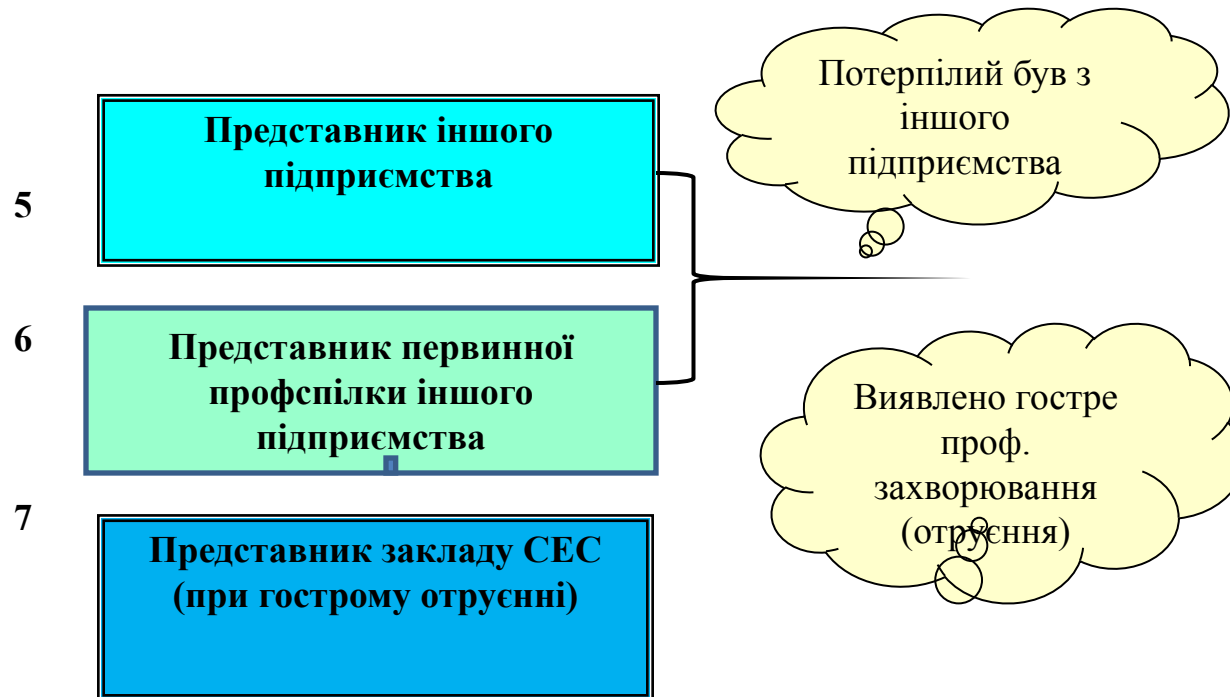 Потерпілий був з
іншого
підприємства
5
Представник іншого
підприємства
6
Представник первинної
профспілки іншого
підприємства
Виявлено гостре
проф.
захворювання
(отруєння)
7
Представник закладу СЕС
(при гострому отруєнні)